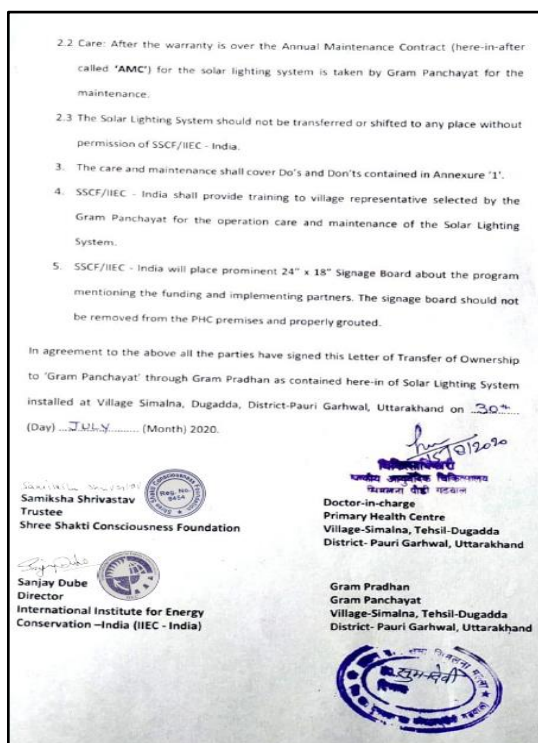 2.2 Care: After the warranty is over the Annual Maintenance Contract (here-in-after
called 'AMC') for the solar lighting system is taken by Gram Panchayat for the
maintenance.
2.3 The Solar Lighting System should not be transferred or shifted to any place without
permission of SSCF/IIEC - India.
3. The care and maintenance shall cover Do's and Don'ts contained in Annexure '1'.
4. SSCF/IIEC - India shall provide training to village representative selected by the
Gram Panchayat for the operation care and maintenance of the Solar Lighting
System.
5. SSCF/IIEC - India will place prominent 24" x 18" Signage Board about the program
mentioning the funding and implementing partners. The signage board should not
be removed from the PHC premises and properly grouted.
In agreement to the above all the parties have signed this Letter of Transfer of Ownership
to 'Gram Panchayat' through Gram Pradhan as contained here-in of Solar Lighting System
installed at Village Simalna, Dugadda, District-Pauri Garhwal, Uttarakhand on 30th
(Day) JULY (Month) 2020.
Samiksha Shrivastav
Trustee
Shree Shakti Consciousness Foundation
Shree Shakti Consciousness Foundation
Reg. No.
9454
चिकित्साधिकारी
Doctor-in-charge
Primary Health Centre
Village-Simalna, Tehsil-Dugadda
District- Pauri Garhwal, Uttarakhand
Sanjay Dube
Director
International Institute for Energy
Conservation –India (IIEC - India)
Gram Pradhan
Gram Panchayat
Village-Simalna, Tehsil-Dugadda
District- Pauri Garhwal, Uttarakhand